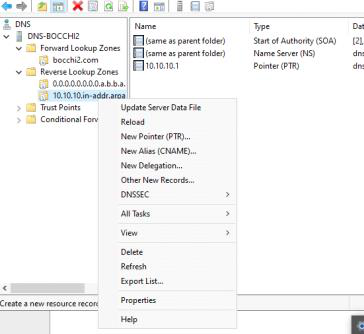 DNS
DNS-BOCCHI2
Forward Lookup Zones
bocchi2.com
Reverse Lookup Zones
0.0.0.0.0.0.0.0.a.b.b.a.
10.10.10.in-addr.arpa
Trust Points
Conditional Forw
Name
Type
Data
(same as parent folder)
Start of Authority (SOA)
[2],
(same as parent folder)
Name Server (NS)
dns
10.10.10.1
Pointer (PTR)
dns
Update Server Data File
Reload
New Pointer (PTR)...
New Alias (CNAME)...
New Delegation...
Other New Records...
DNSSEC
All Tasks
View
Delete
Refresh
Export List...
Properties
Help
Create a new resource recor